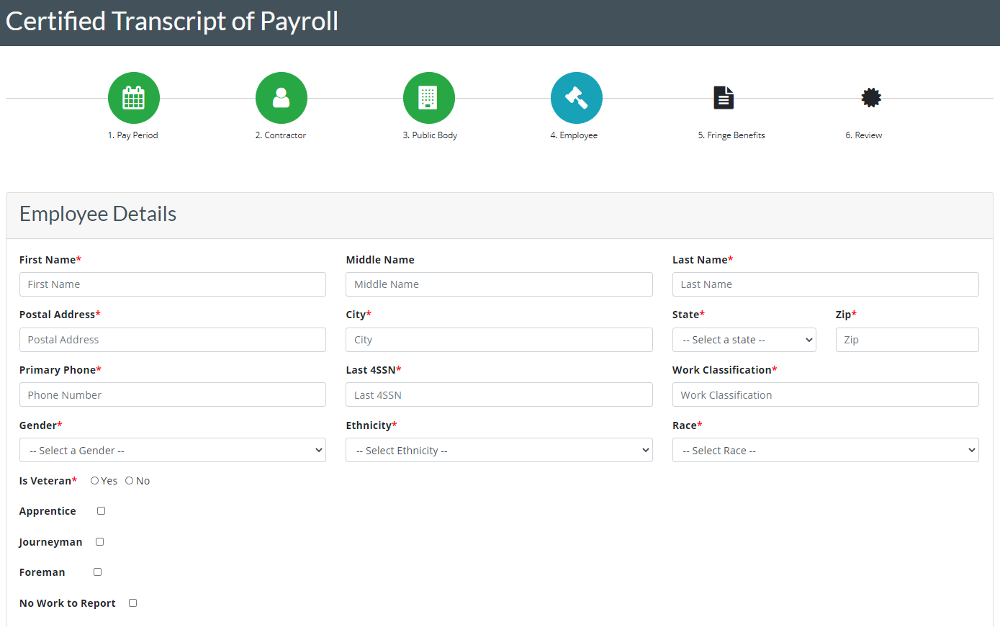 Certified Transcript of Payroll
1. Pay Period 2. Contractor 3. Public Body 4. Employee 5. Fringe Benefits 6. Review
Employee Details
First Name* Middle Name Last Name*
First Name Middle Name Last Name
Postal Address* City* State* Zip*
Postal Address City -- Select a state -- Zip
Primary Phone* Last 4SSN* Work Classification*
Phone Number Last 4SSN Work Classification
Gender* Ethnicity* Race*
-- Select a Gender -- -- Select Ethnicity -- -- Select Race --
Is Veteran* Yes No
Apprentice
Journeyman
Foreman
No Work to Report